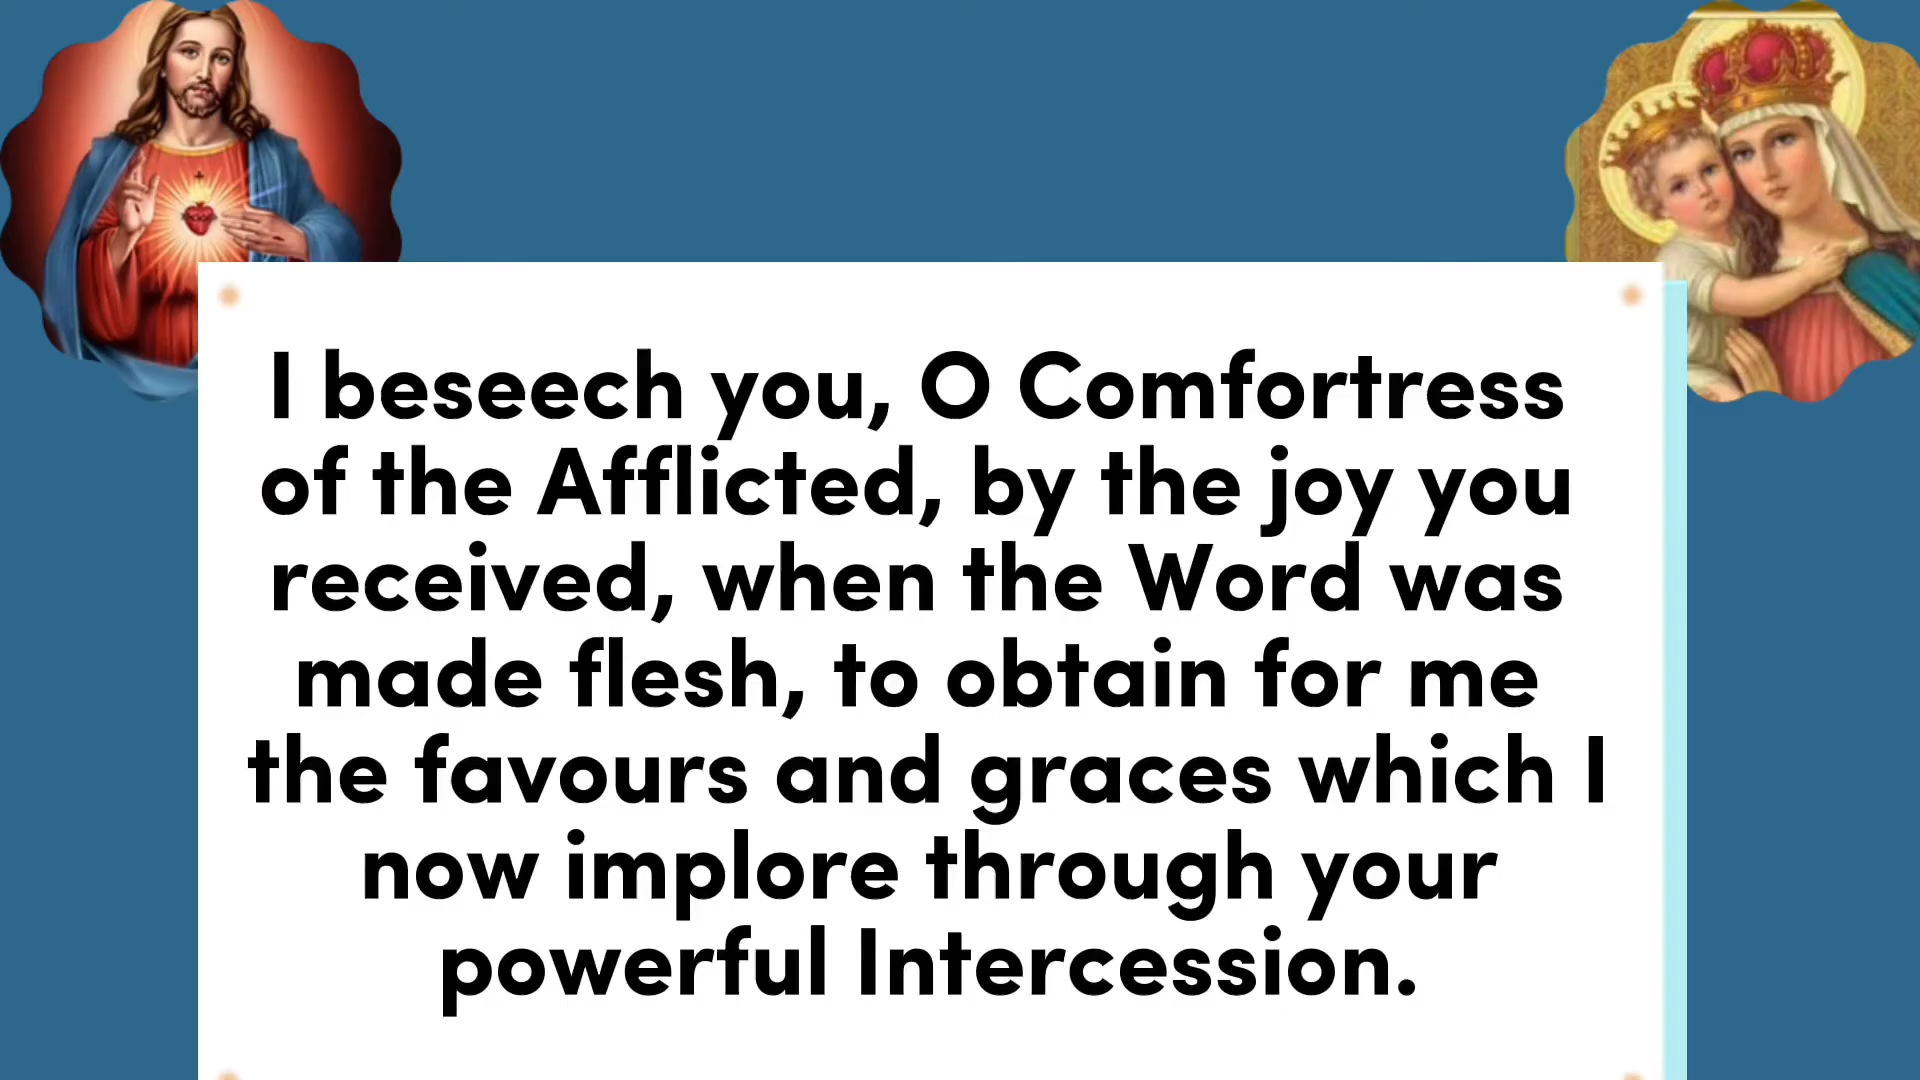 I beseech you, O Comfortress
of the Afflicted, by the joy you
received, when the Word was
made flesh, to obtain for me
the favours and graces which I
now implore through your
powerful Intercession.